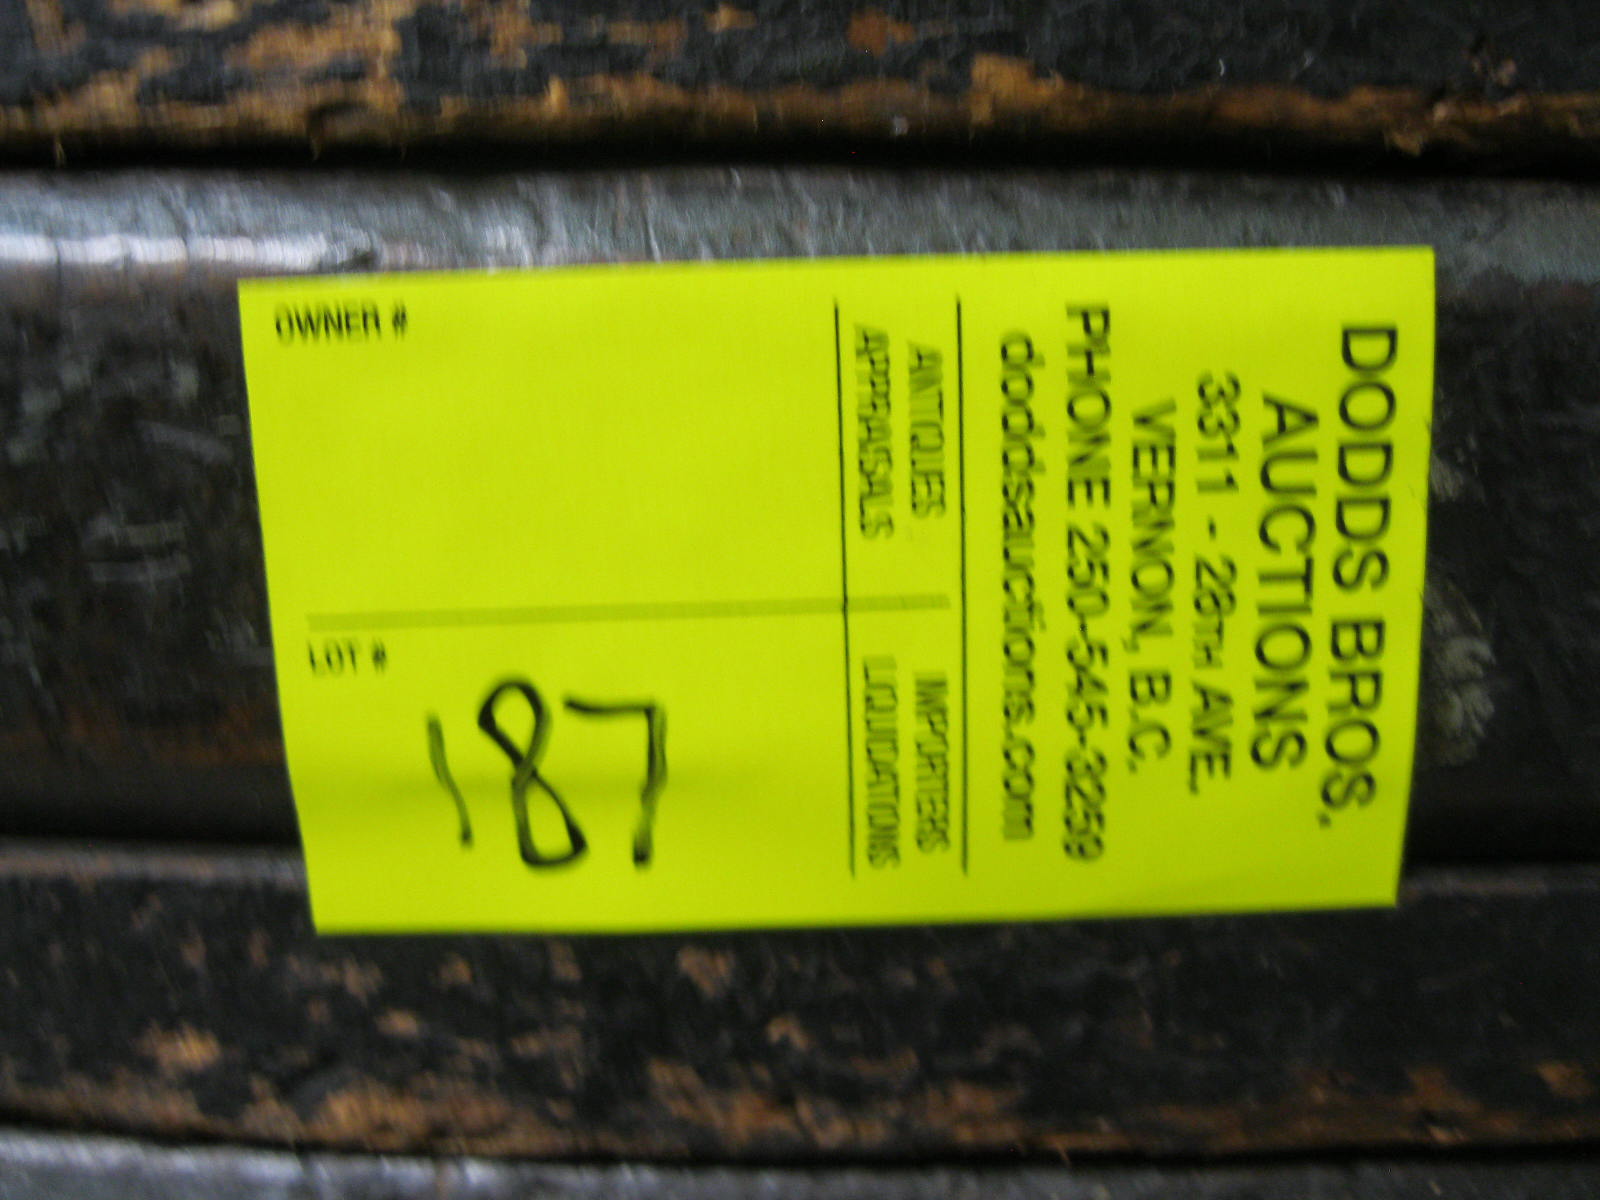 DODDS BROS.
AUCTIONS
3311 - 28TH AVE.
VERNON, B.C.
PHONE 250-545-3259
doddsauctions.com
ANTIQUES IMPORTERS
APPRAISALS LIQUIDATIONS
OWNER #
LOT #
187